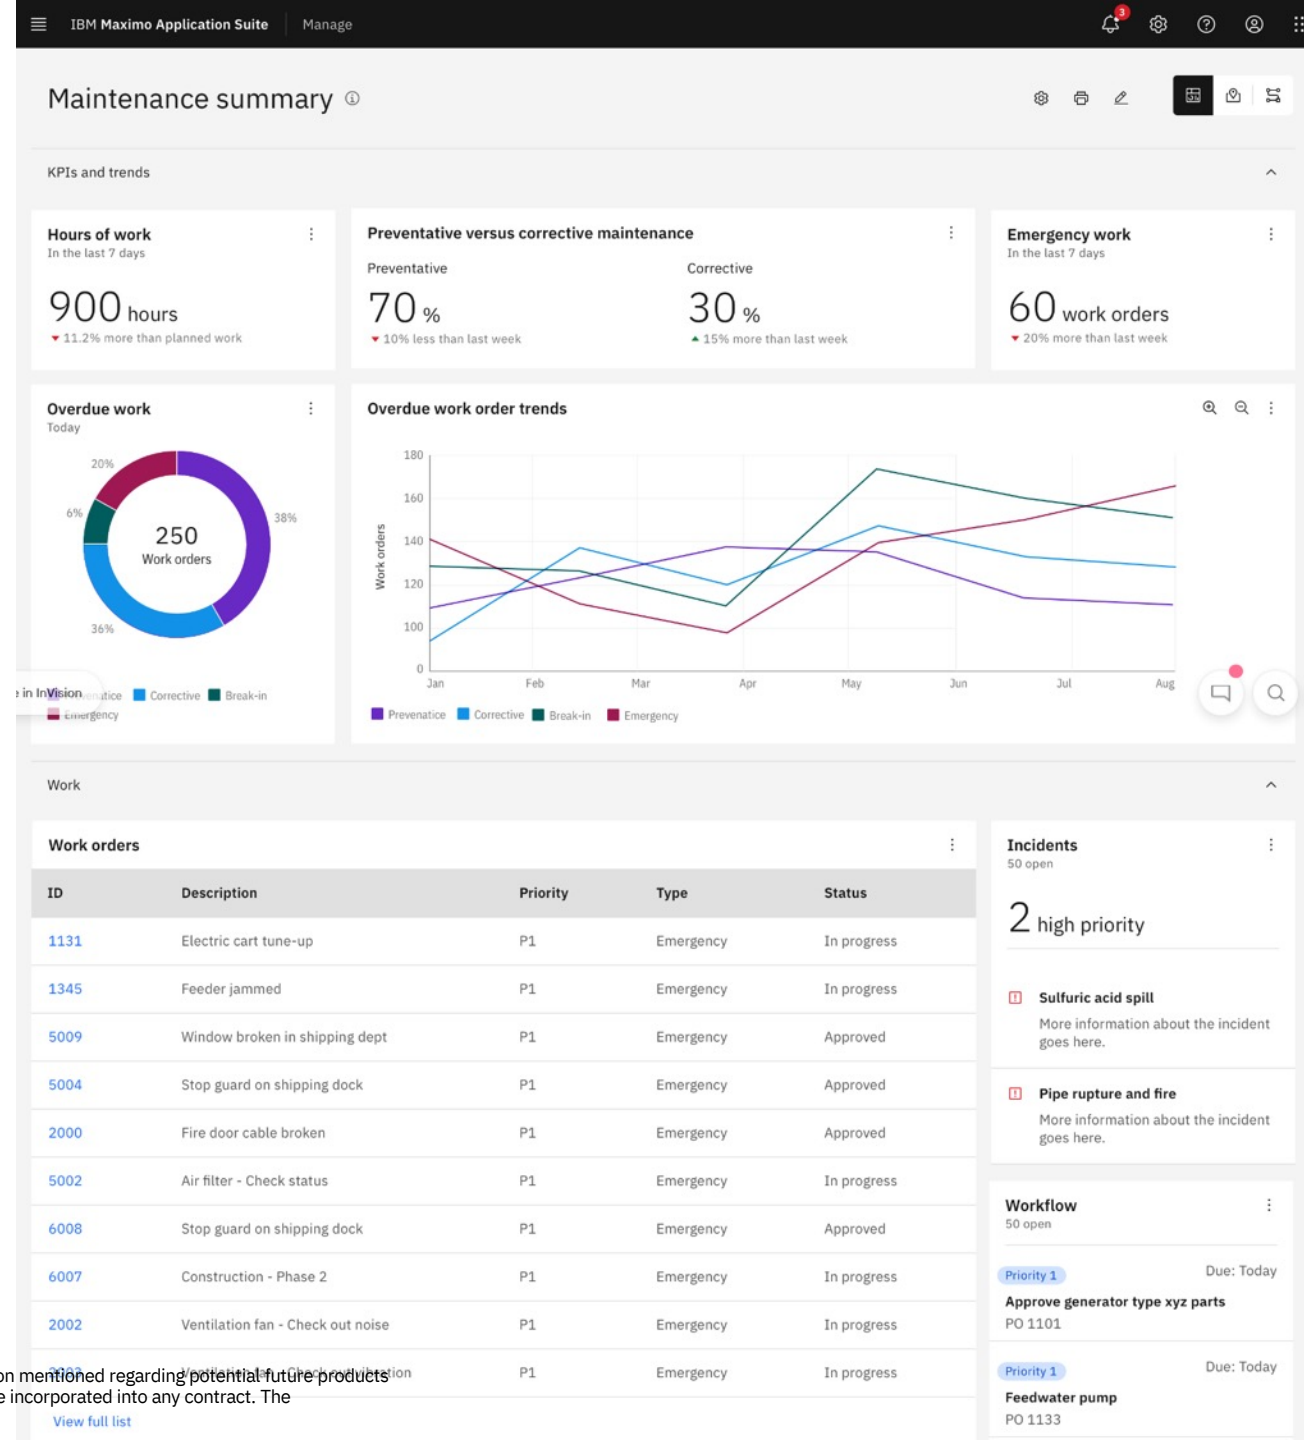 IBM Maximo Application Suite Manage 3
Maintenance summary
KPIs and trends
Hours of work
In the last 7 days
900 hours
11.2% more than planned work
Preventative versus corrective maintenance
Preventative
70 %
10% less than last week
Corrective
30 %
15% more than last week
Emergency work
In the last 7 days
60 work orders
20% more than last week
Overdue work
Today
20%
6%
38%
250
Work orders
36%
e in InVision
Corrective
Break-in
Emergency
Overdue work order trends
Work orders
180
160
140
120
100
0
Jan Feb Mar Apr May Jun Jul Aug
Prevenatice Corrective Break-in Emergency
Work
Work orders
ID Description Priority Type Status
1131 Electric cart tune-up P1 Emergency In progress
1345 Feeder jammed P1 Emergency In progress
5009 Window broken in shipping dept P1 Emergency Approved
5004 Stop guard on shipping dock P1 Emergency Approved
2000 Fire door cable broken P1 Emergency Approved
5002 Air filter - Check status P1 Emergency In progress
6008 Stop guard on shipping dock P1 Emergency Approved
6007 Construction - Phase 2 P1 Emergency In progress
2002 Ventilation fan - Check out noise P1 Emergency In progress
2003 Ventilation fan - Check out vibration P1 Emergency In progress
on mentioned regarding potential future products
e incorporated into any contract. The
View full list
Incidents
50 open
2 high priority
Sulfuric acid spill
More information about the incident
goes here.
Pipe rupture and fire
More information about the incident
goes here.
Workflow
50 open
Priority 1 Due: Today
Approve generator type xyz parts
PO 1101
Priority 1 Due: Today
Feedwater pump
PO 1133